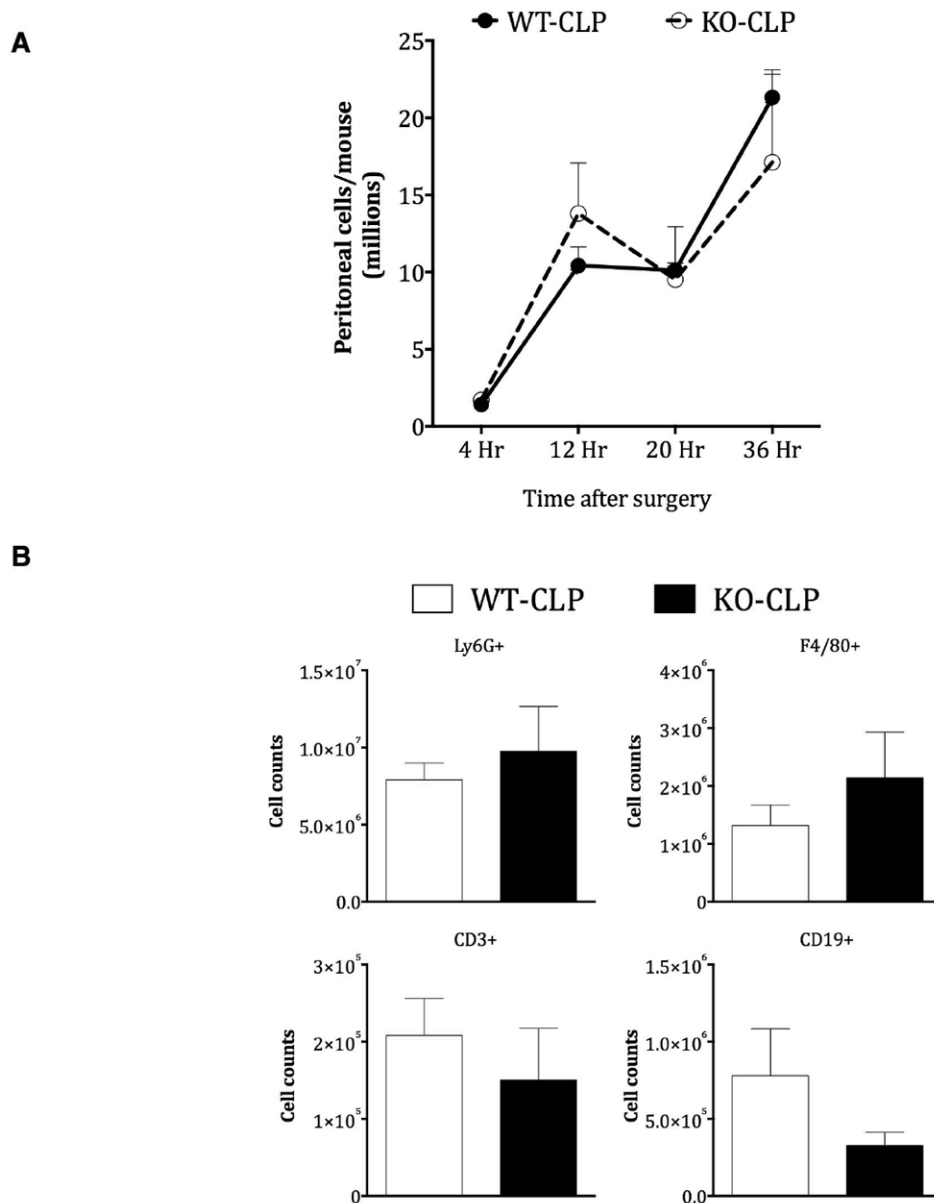 A
WT-CLP KO-CLP
Peritoneal cells/mouse
(millions)
25
20
15
10
5
0
4 Hr 12 Hr 20 Hr 36 Hr
Time after surgery
B
WT-CLP KO-CLP
Ly6G+
Cell counts
1.5×10⁷
1.0×10⁷
5.0×10⁶
0.0
F4/80+
Cell counts
4×10⁶
3×10⁶
2×10⁶
1×10⁶
0
CD3+
Cell counts
3×10⁵
2×10⁵
1×10⁵
0
CD19+
Cell counts
1.5×10⁶
1.0×10⁶
5.0×10⁵
0.0